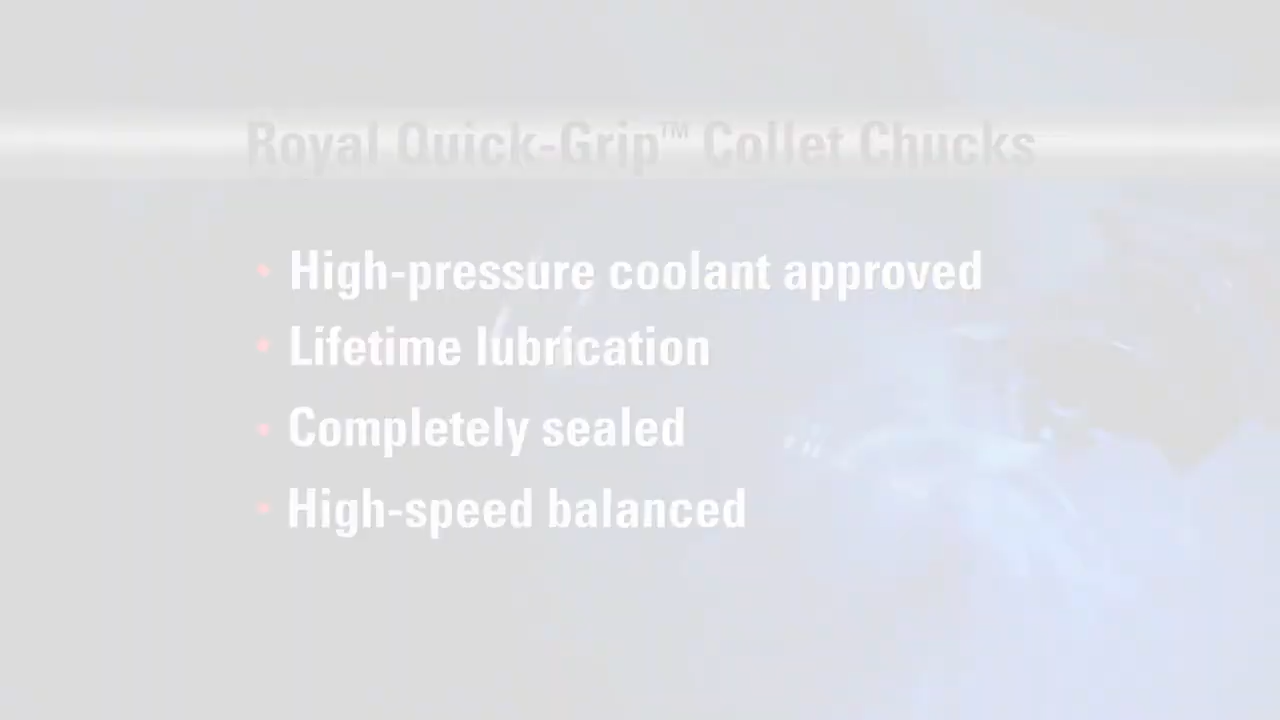 Royal Quick-Grip™ Collet Chucks
• High-pressure coolant approved
• Lifetime lubrication
• Completely sealed
• High-speed balanced